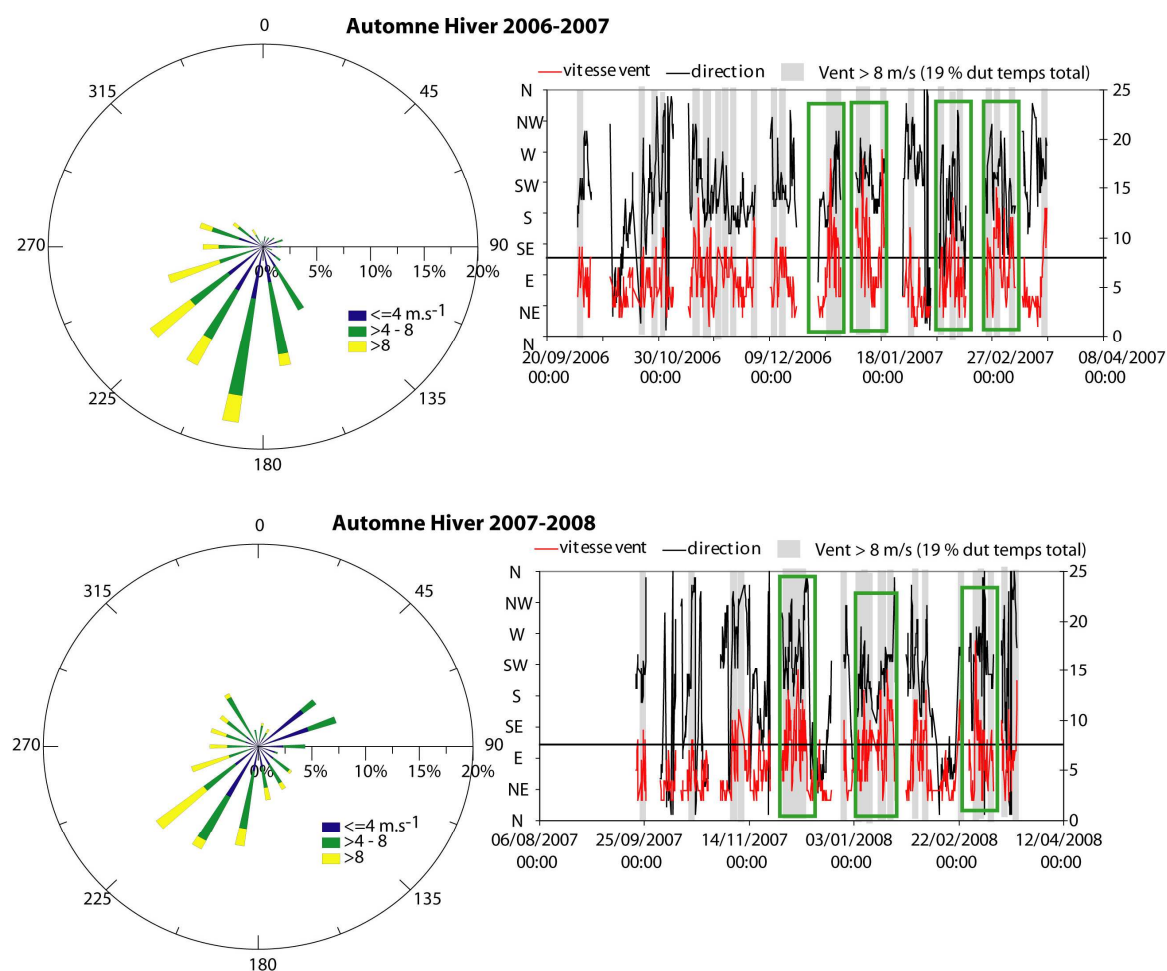 Automne Hiver 2006-2007
0
45
90
135
180
225
270
315
0%
5%
10%
15%
20%
<=4 m.s-1
>4 - 8
>8
vitesse vent
direction
Vent > 8 m/s (19 % dut temps total)
N
NW
W
SW
S
SE
E
NE
N
25
20
15
10
5
0
20/09/2006
00:00
30/10/2006
00:00
09/12/2006
00:00
18/01/2007
00:00
27/02/2007
00:00
08/04/2007
00:00
Automne Hiver 2007-2008
0
45
90
135
180
225
270
315
0%
5%
10%
15%
20%
<=4 m.s-1
>4 - 8
>8
vitesse vent
direction
Vent > 8 m/s (19 % dut temps total)
N
NW
W
SW
S
SE
E
NE
N
25
20
15
10
5
0
06/08/2007
00:00
25/09/2007
00:00
14/11/2007
00:00
03/01/2008
00:00
22/02/2008
00:00
12/04/2008
00:00